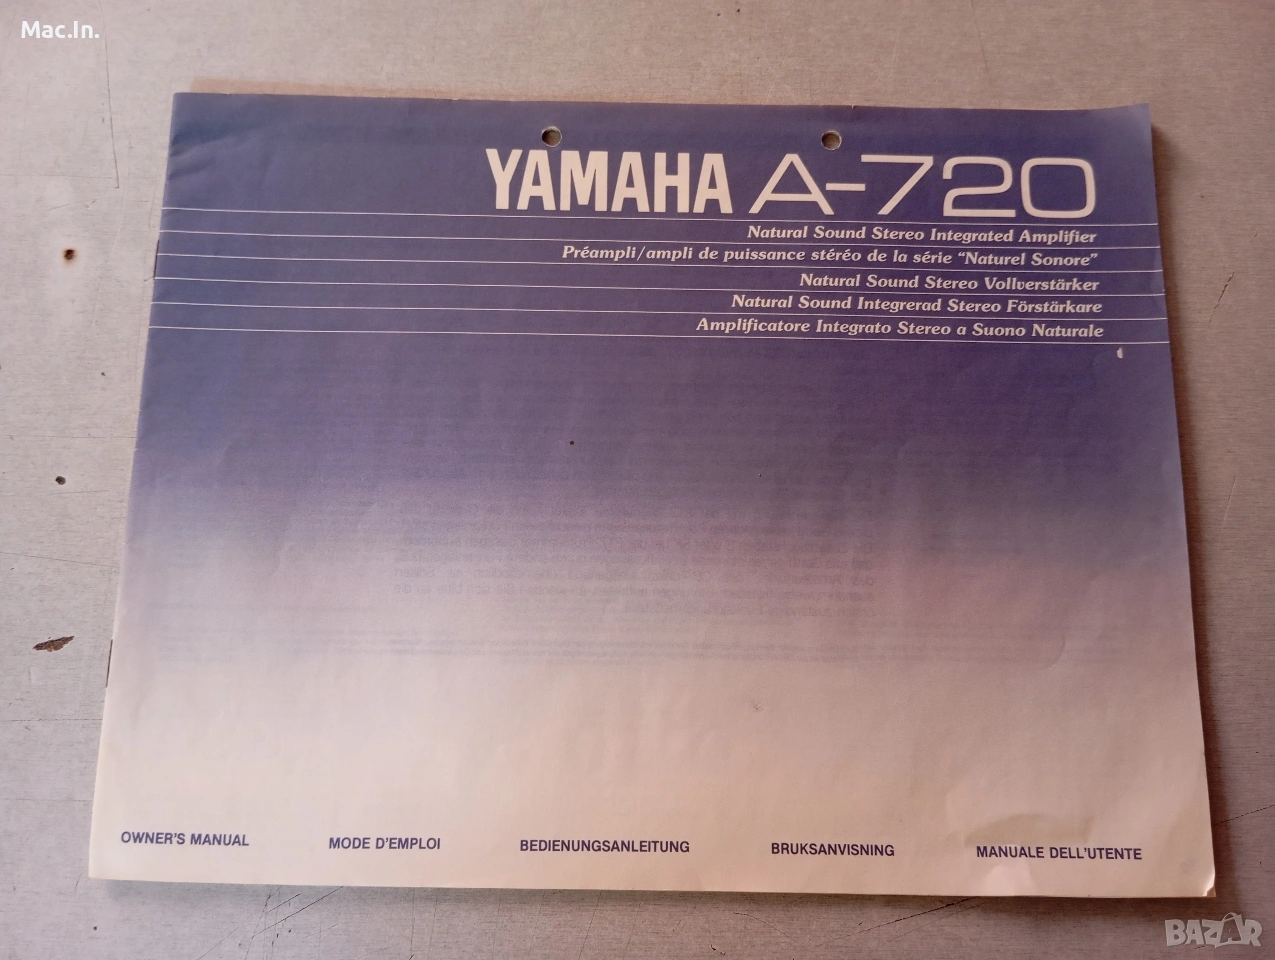 Mac.In.
YAMAHA A-720
Natural Sound Stereo Integrated Amplifier
Préampli/ampli de puissance stéréo de la série "Naturel Sonore"
Natural Sound Stereo Vollverstärker
Natural Sound Integrerad Stereo Förstärkare
Amplificatore Integrato Stereo a Suono Naturale
OWNER'S MANUAL MODE D'EMPLOI BEDIENUNGSANLEITUNG BRUKSANVISNING MANUALE DELL'UTENTE
BAZAR